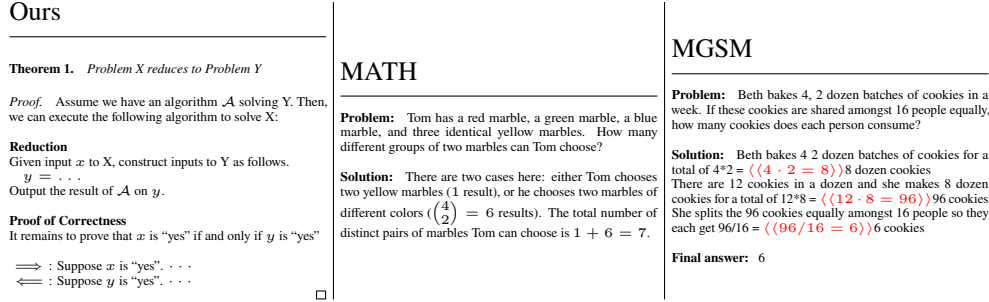 Ours
Theorem 1. Problem X reduces to Problem Y
Proof. Assume we have an algorithm 𝒜 solving Y. Then,
we can execute the following algorithm to solve X:
Reduction
Given input x to X, construct inputs to Y as follows.
y = . . .
Output the result of 𝒜 on y.
Proof of Correctness
It remains to prove that x is “yes” if and only if y is “yes”
⟹ : Suppose x is “yes”. · · ·
⟸ : Suppose y is “yes”. · · ·
□
MATH
Problem: Tom has a red marble, a green marble, a blue
marble, and three identical yellow marbles. How many
different groups of two marbles can Tom choose?
Solution: There are two cases here: either Tom chooses
two yellow marbles (1 result), or he chooses two marbles of
different colors ((4 2) = 6 results). The total number of
distinct pairs of marbles Tom can choose is 1 + 6 = 7.
MGSM
Problem: Beth bakes 4, 2 dozen batches of cookies in a
week. If these cookies are shared amongst 16 people equally,
how many cookies does each person consume?
Solution: Beth bakes 4 2 dozen batches of cookies for a
total of 4*2 = ⟨⟨4 · 2 = 8⟩⟩8 dozen cookies
There are 12 cookies in a dozen and she makes 8 dozen
cookies for a total of 12*8 = ⟨⟨12 · 8 = 96⟩⟩96 cookies
She splits the 96 cookies equally amongst 16 people so they
each get 96/16 = ⟨⟨96/16 = 6⟩⟩6 cookies
Final answer: 6